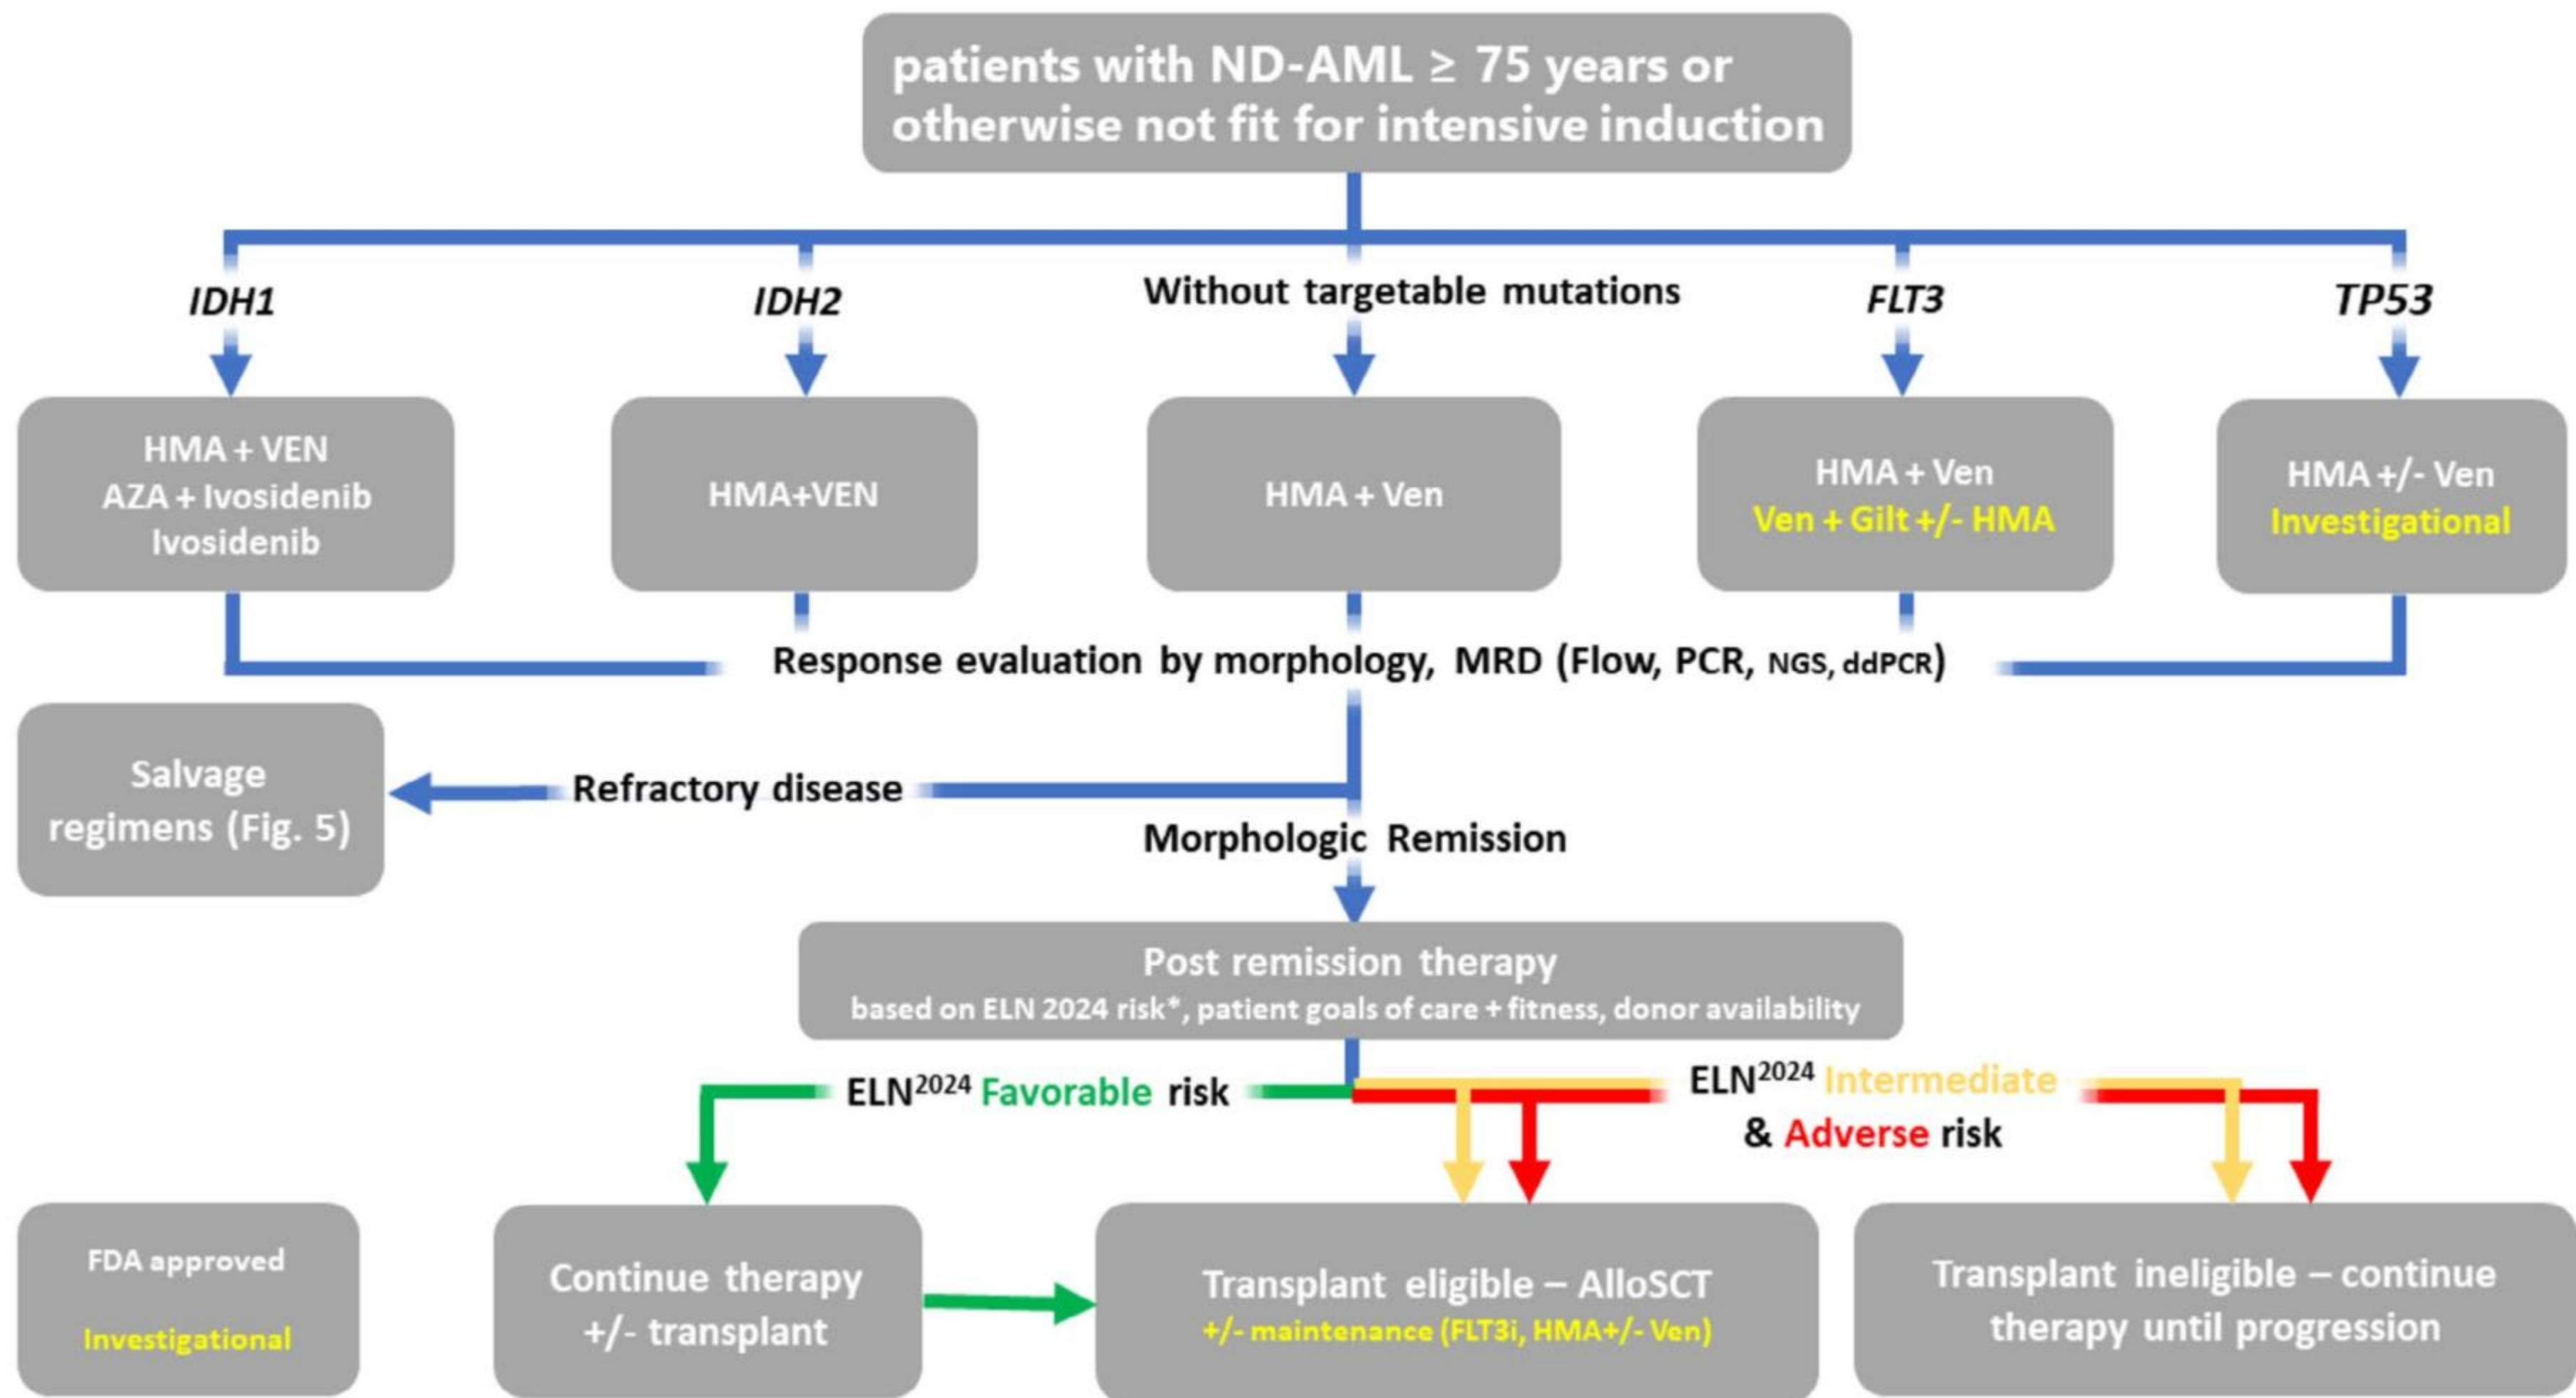 patients with ND-AML ≥ 75 years or
otherwise not fit for intensive induction
IDH1
IDH2
Without targetable mutations
FLT3
TP53
HMA + VEN
AZA + Ivosidenib
Ivosidenib
HMA+VEN
HMA + Ven
HMA + Ven
Ven + Gilt +/- HMA
HMA +/- Ven
Investigational
Response evaluation by morphology, MRD (Flow, PCR, NGS, ddPCR)
Salvage
regimens (Fig. 5)
Refractory disease
Morphologic Remission
Post remission therapy
based on ELN 2024 risk*, patient goals of care + fitness, donor availability
ELN2024 Favorable risk
ELN2024 Intermediate
& Adverse risk
FDA approved
Investigational
Continue therapy
+/- transplant
Transplant eligible – AlloSCT
+/- maintenance (FLT3i, HMA+/- Ven)
Transplant ineligible – continue
therapy until progression